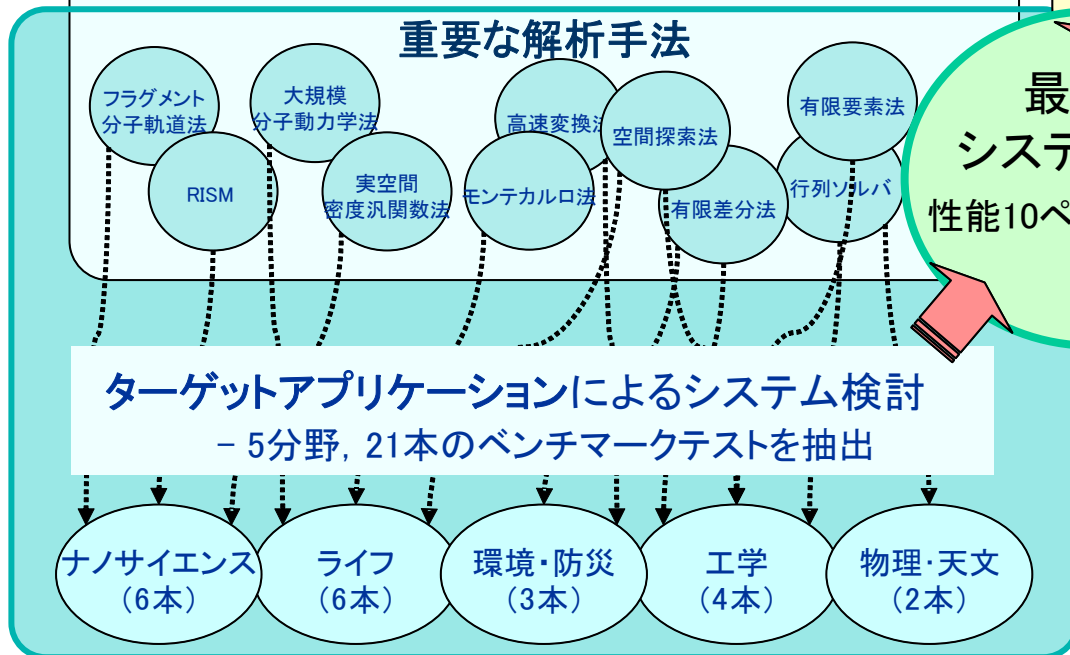 重要な解析手法
フラグメント
分子軌道法
大規模
分子動力学法
RISM
実空間
密度汎関数法
高速変換法
モンテカルロ法
空間探索法
有限差分法
有限要素法
行列ソルバ
最
システ
性能10ペ
ターゲットアプリケーションによるシステム検討
– 5分野, 21本のベンチマークテストを抽出
ナノサイエンス
(6本)
ライフ
(6本)
環境・防災
(3本)
工学
(4本)
物理・天文
(2本)